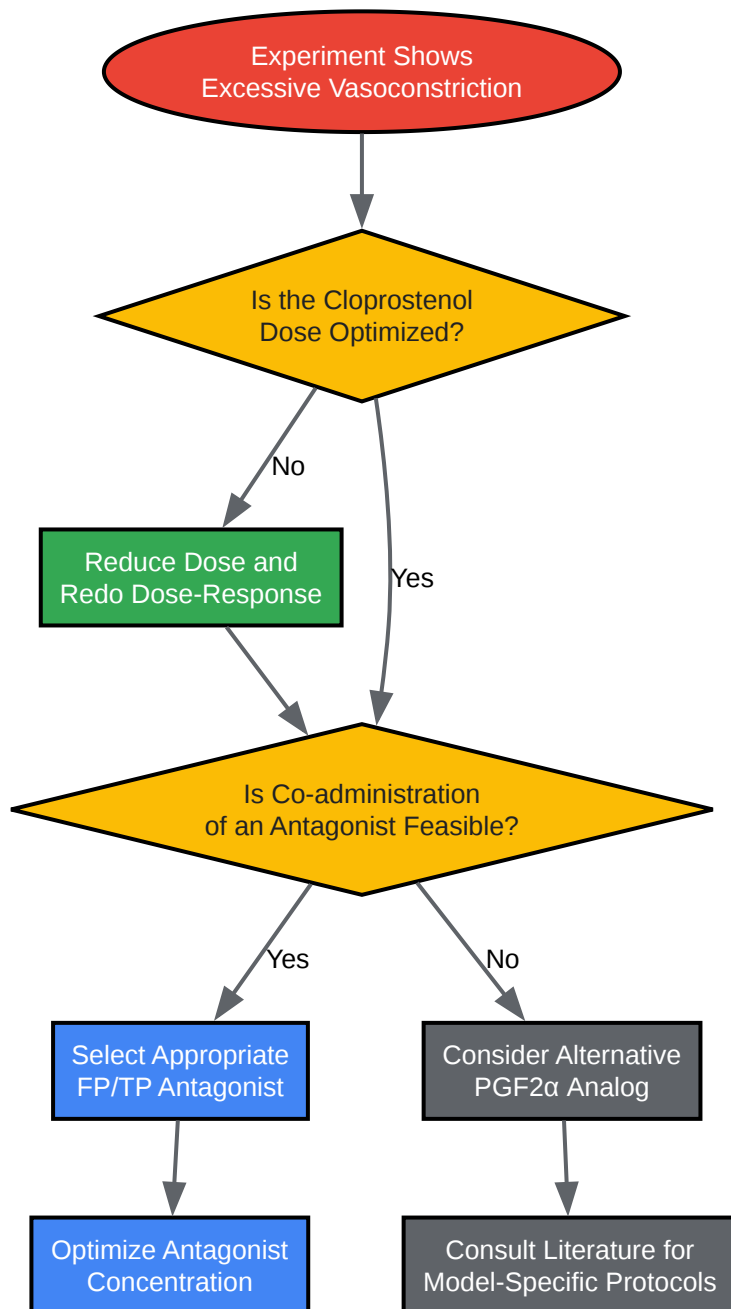 Experiment Shows
Excessive Vasoconstriction
Is the Cloprostenol
Dose Optimized?
No
Reduce Dose and
Redo Dose-Response
Yes
Is Co-administration
of an Antagonist Feasible?
Yes
No
Select Appropriate
FP/TP Antagonist
Consider Alternative
PGF2α Analog
Optimize Antagonist
Concentration
Consult Literature for
Model-Specific Protocols